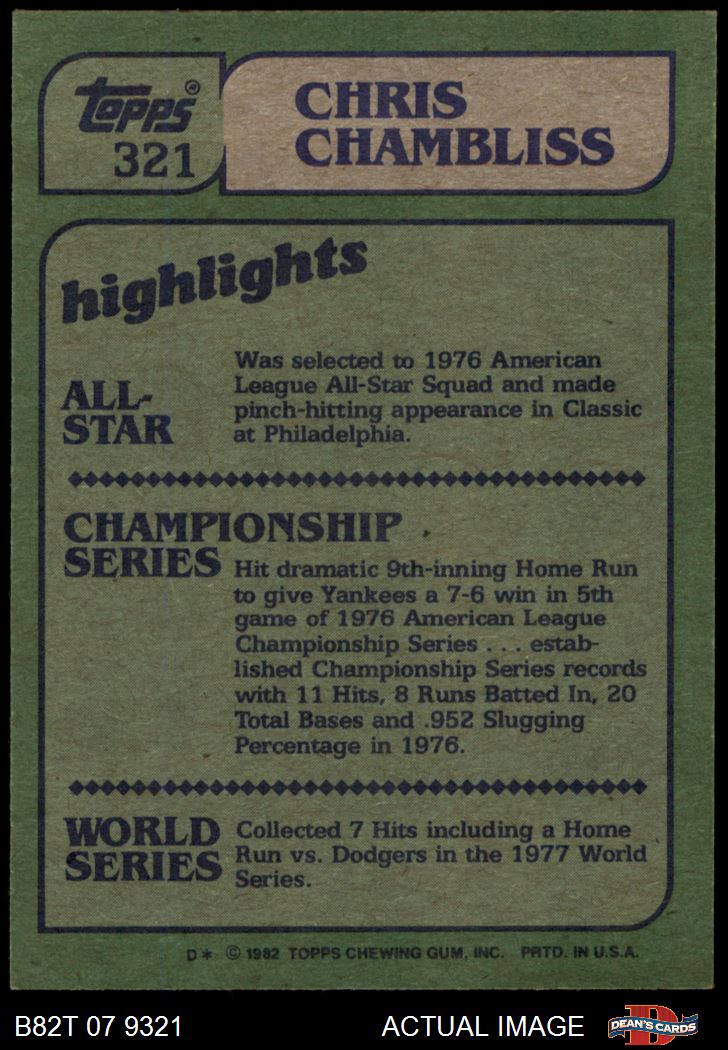 Topps®
321
CHRIS
CHAMBLISS
highlights
ALL-
STAR
Was selected to 1976 American
League All-Star Squad and made
pinch-hitting appearance in Classic
at Philadelphia.
CHAMPIONSHIP
SERIES
Hit dramatic 9th-inning Home Run
to give Yankees a 7-6 win in 5th
game of 1976 American League
Championship Series . . . estab-
lished Championship Series records
with 11 Hits, 8 Runs Batted In, 20
Total Bases and .952 Slugging
Percentage in 1976.
WORLD
SERIES
Collected 7 Hits including a Home
Run vs. Dodgers in the 1977 World
Series.
D* © 1982 TOPPS CHEWING GUM, INC. PRTD. IN U.S.A.
B82T 07 9321
ACTUAL IMAGE
D
DEAN'S CARDS